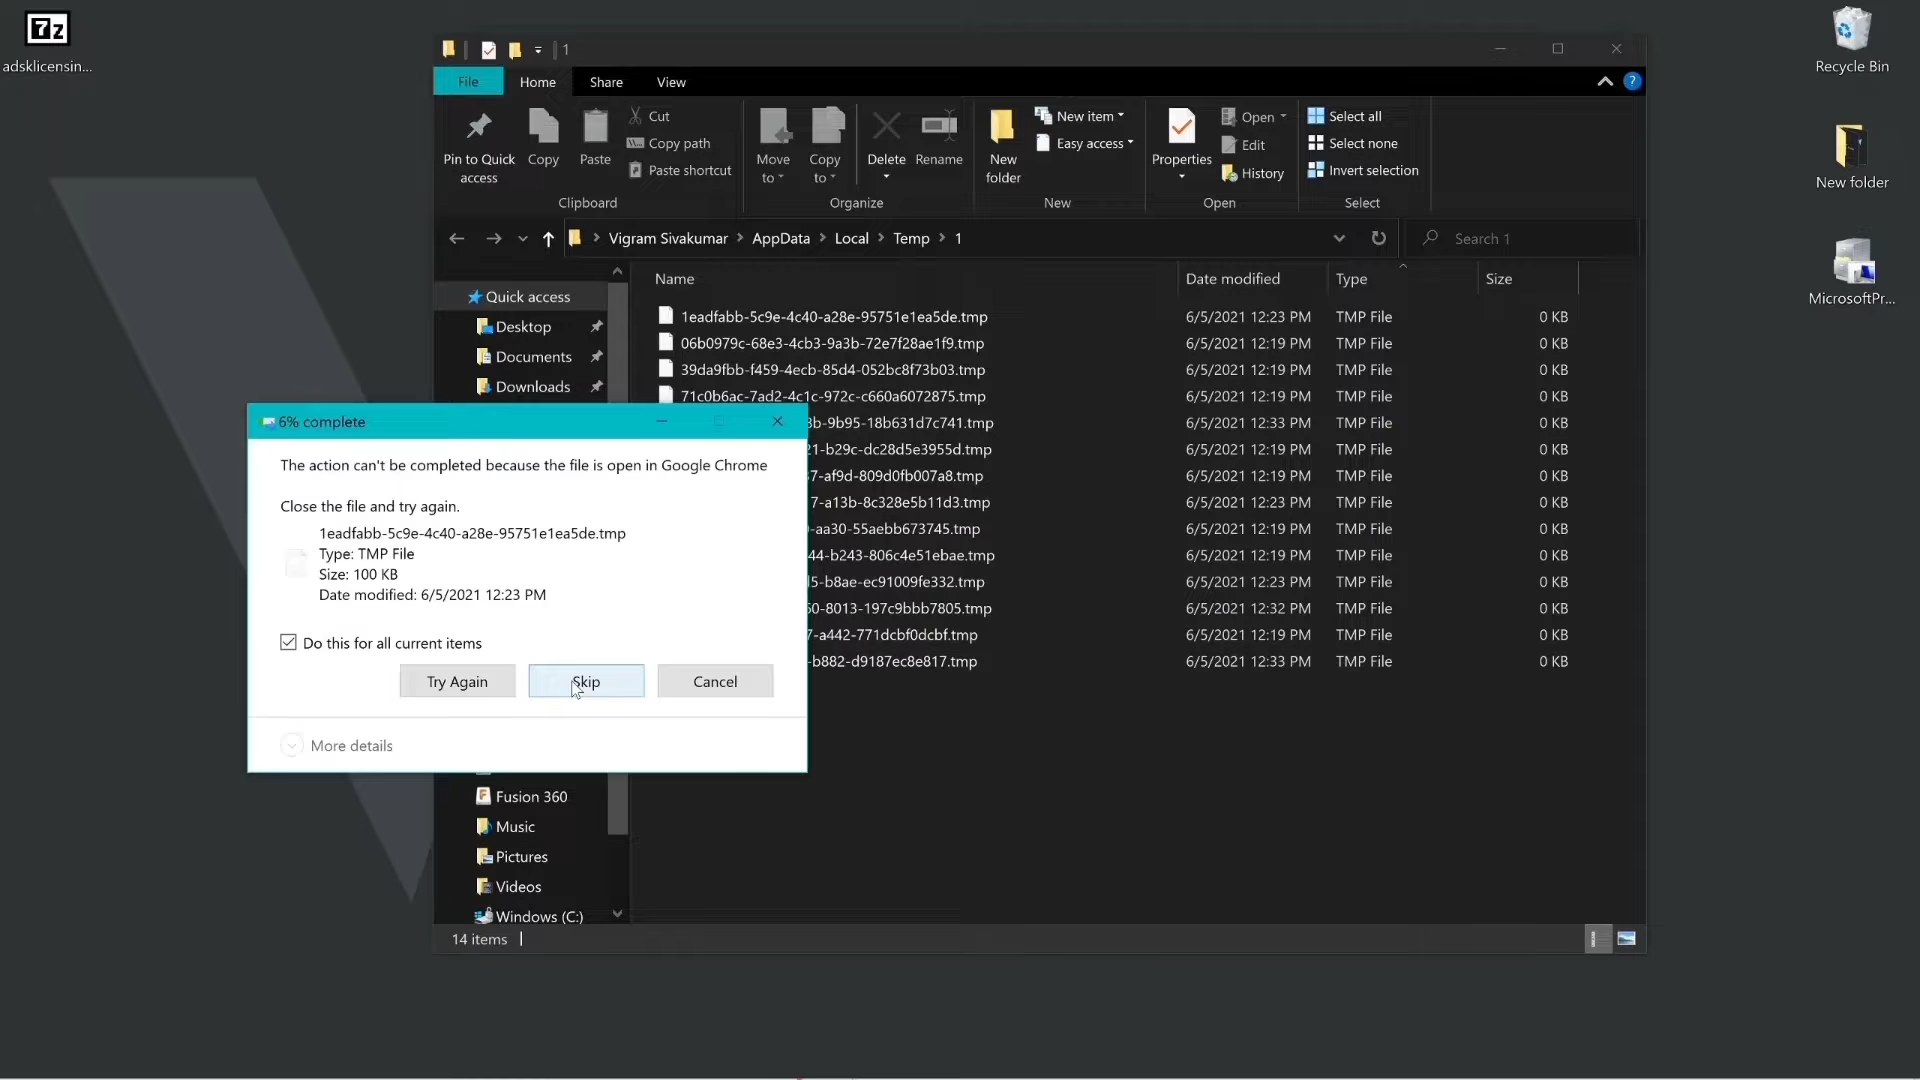 7z
adsklicensin...
1
File
Home
Share
View
?
Pin to Quick access
Copy
Paste
Cut
Copy path
Paste shortcut
Clipboard
Move to
Copy to
Delete
Rename
Organize
New folder
New item
Easy access
New
Properties
Open
Edit
History
Open
Select all
Select none
Invert selection
Select
Vigram Sivakumar > AppData > Local > Temp > 1
Search 1
Quick access
Desktop
Documents
Downloads
Fusion 360
Music
Pictures
Videos
Windows (C:)
Name Date modified Type Size
1eadfabb-5c9e-4c40-a28e-95751e1ea5de.tmp 6/5/2021 12:23 PM TMP File 0 KB
06b0979c-68e3-4cb3-9a3b-72e7f28ae1f9.tmp 6/5/2021 12:19 PM TMP File 0 KB
39da9fbb-f459-4ecb-85d4-052bc8f73b03.tmp 6/5/2021 12:19 PM TMP File 0 KB
71c0b6ac-7ad2-4c1c-972c-c660a6072875.tmp 6/5/2021 12:19 PM TMP File 0 KB
b-9b95-18b631d7c741.tmp 6/5/2021 12:33 PM TMP File 0 KB
1-b29c-dc28d5e3955d.tmp 6/5/2021 12:19 PM TMP File 0 KB
7-af9d-809d0fb007a8.tmp 6/5/2021 12:19 PM TMP File 0 KB
7-a13b-8c328e5b11d3.tmp 6/5/2021 12:23 PM TMP File 0 KB
-aa30-55aebb673745.tmp 6/5/2021 12:19 PM TMP File 0 KB
44-b243-806c4e51ebae.tmp 6/5/2021 12:19 PM TMP File 0 KB
5-b8ae-ec91009fe332.tmp 6/5/2021 12:23 PM TMP File 0 KB
0-8013-197c9bbb7805.tmp 6/5/2021 12:32 PM TMP File 0 KB
7-a442-771dcbf0dcbf.tmp 6/5/2021 12:19 PM TMP File 0 KB
-b882-d9187ec8e817.tmp 6/5/2021 12:33 PM TMP File 0 KB
14 items
6% complete
The action can't be completed because the file is open in Google Chrome
Close the file and try again.
1eadfabb-5c9e-4c40-a28e-95751e1ea5de.tmp
Type: TMP File
Size: 100 KB
Date modified: 6/5/2021 12:23 PM
Do this for all current items
Try Again
Skip
Cancel
More details
Recycle Bin
New folder
MicrosoftPr...